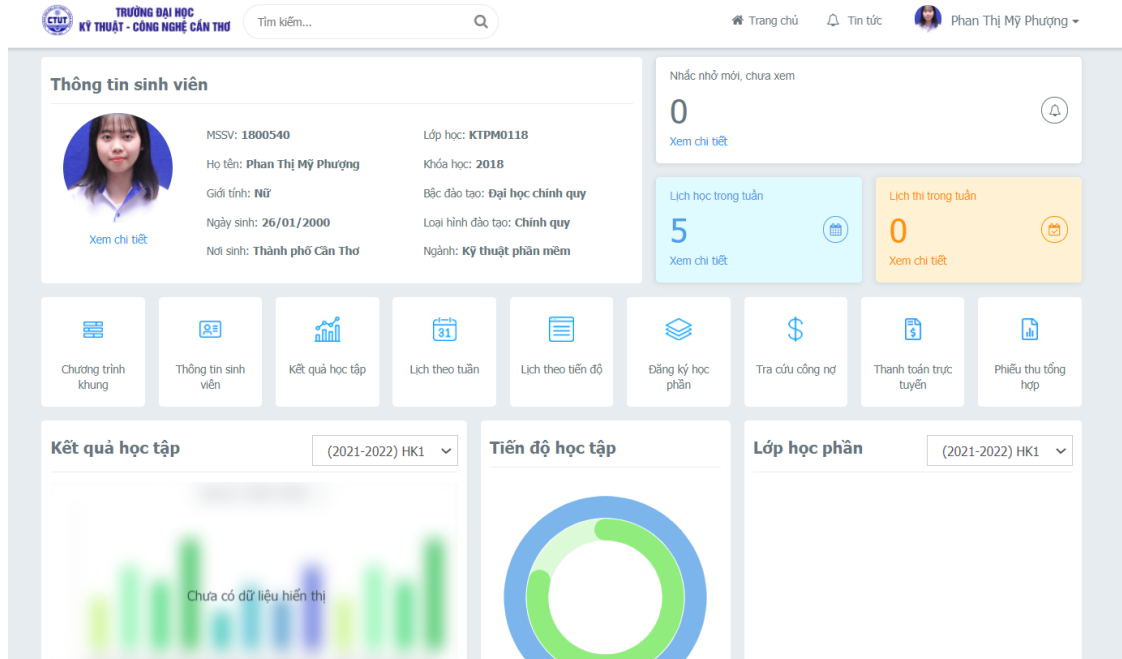 CTUT
TRƯỜNG ĐẠI HỌC
KỸ THUẬT - CÔNG NGHỆ CẦN THƠ
Tìm kiếm...
Trang chủ
Tin tức
Phan Thị Mỹ Phượng
Thông tin sinh viên
Xem chi tiết
MSSV: 1800540
Họ tên: Phan Thị Mỹ Phượng
Giới tính: Nữ
Ngày sinh: 26/01/2000
Nơi sinh: Thành phố Cần Thơ
Lớp học: KTPM0118
Khóa học: 2018
Bậc đào tạo: Đại học chính quy
Loại hình đào tạo: Chính quy
Ngành: Kỹ thuật phần mềm
Nhắc nhở mới, chưa xem
0
Xem chi tiết
Lịch học trong tuần
5
Xem chi tiết
Lịch thi trong tuần
0
Xem chi tiết
Chương trình
khung
Thông tin sinh
viên
Kết quả học tập
31
Lịch theo tuần
Lịch theo tiến độ
Đăng ký học
phần
Tra cứu công nợ
Thanh toán trực
tuyến
Phiếu thu tổng
hợp
Kết quả học tập
(2021-2022) HK1
Chưa có dữ liệu hiển thị
Tiến độ học tập
Lớp học phần
(2021-2022) HK1